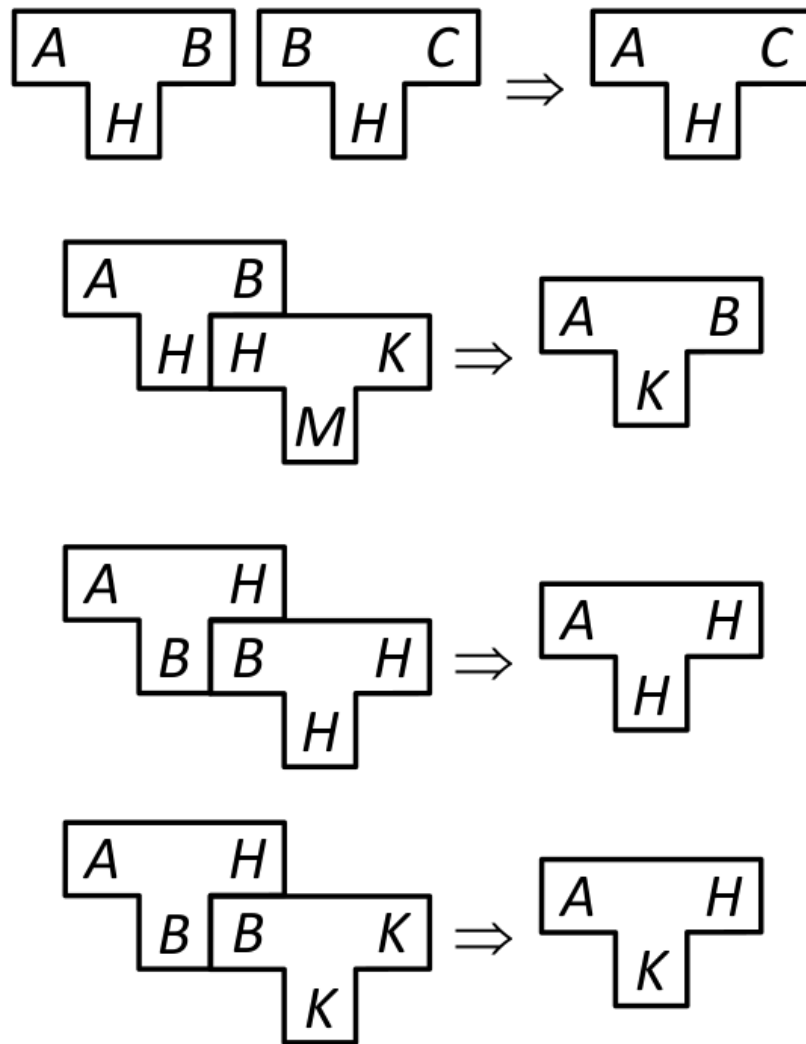 A B B C ⇒ A C
H H H
A B
H H K ⇒ A B
M K
A H
B B H ⇒ A H
H H
A H
B B K ⇒ A H
K K